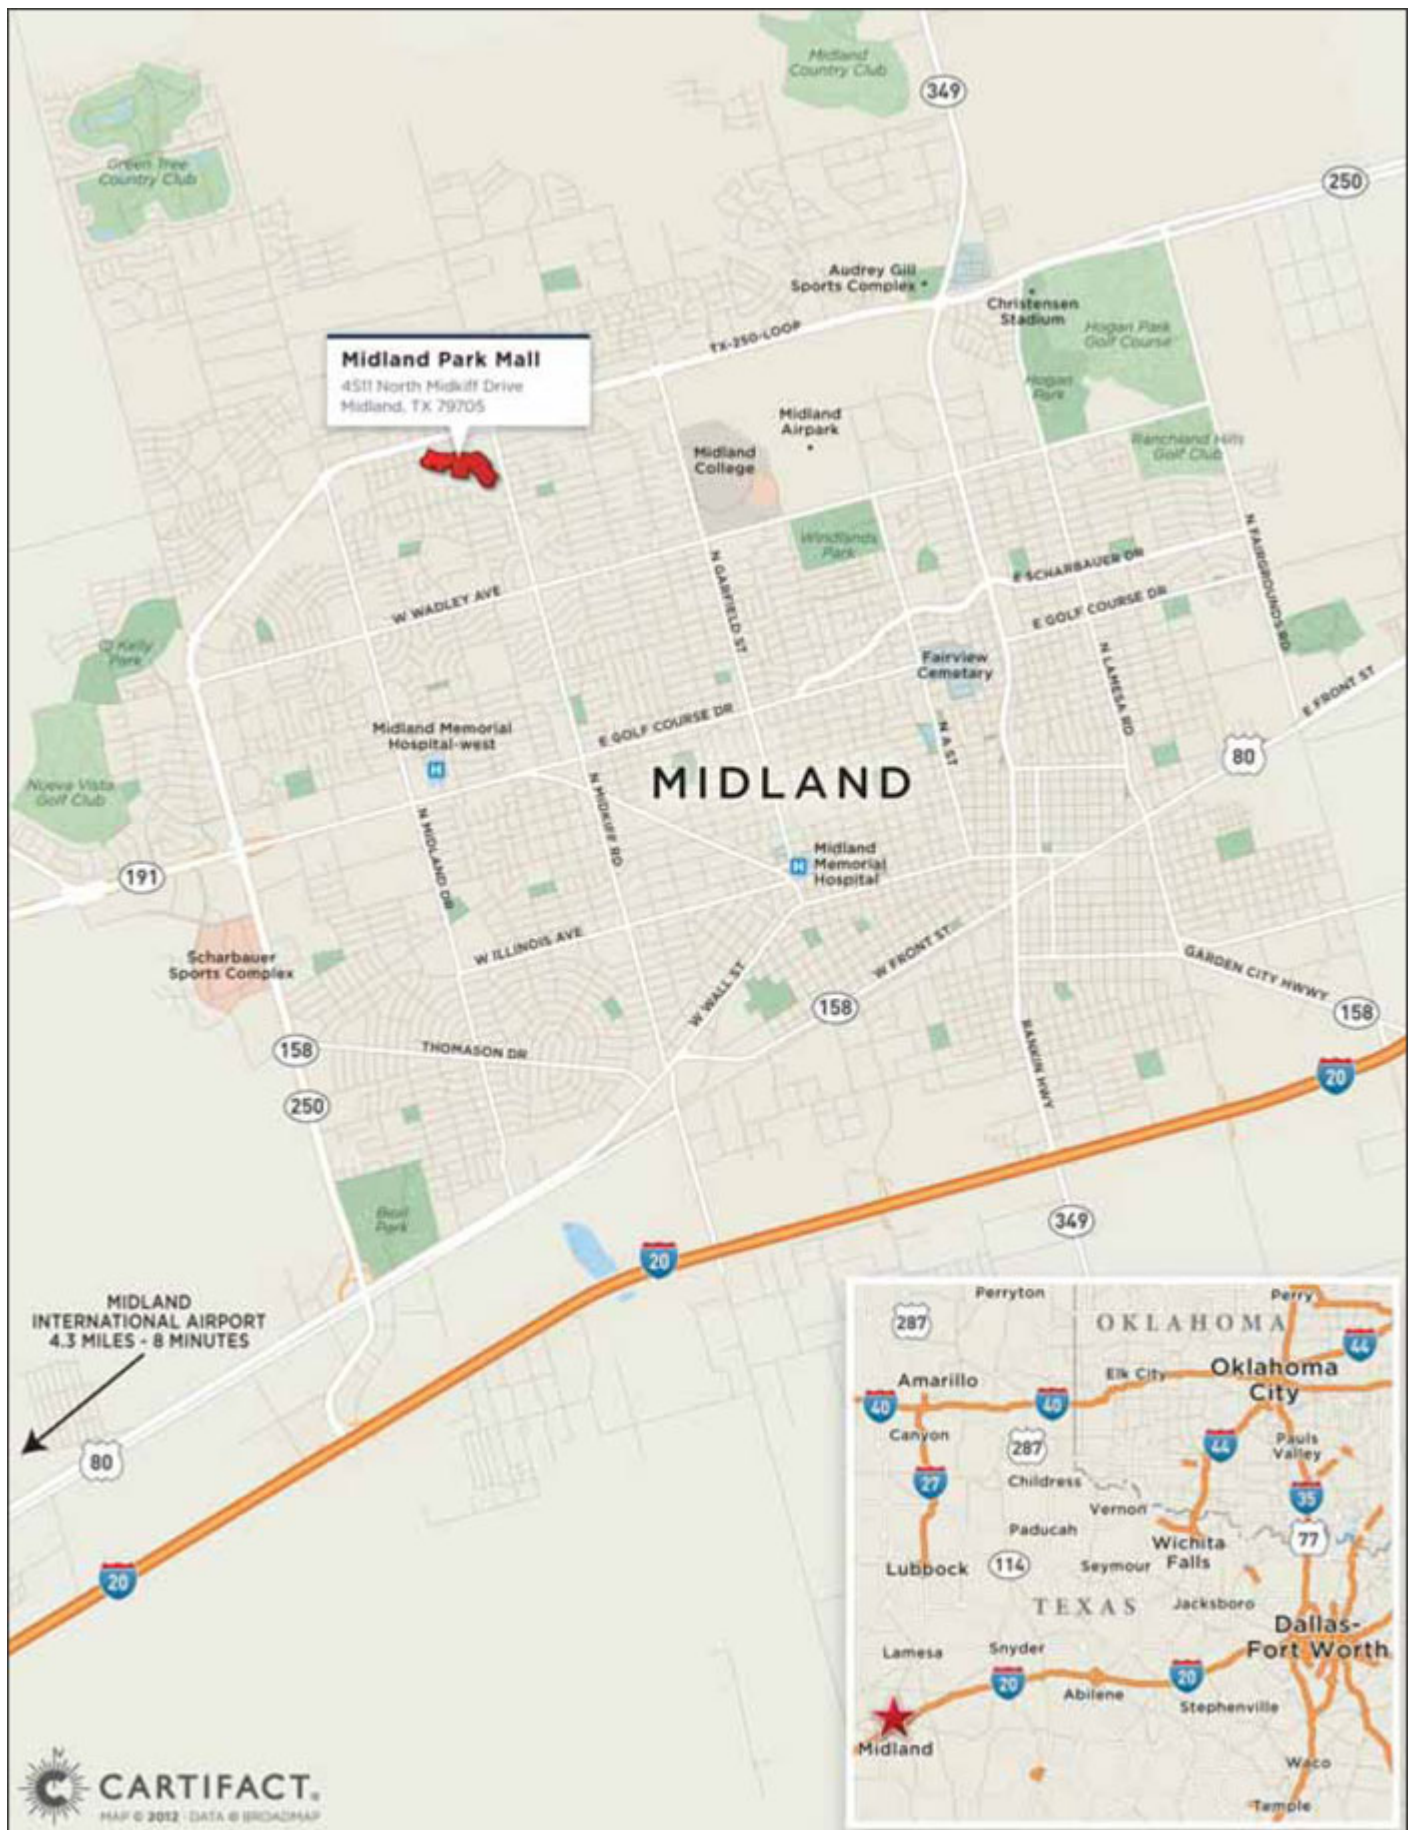 Midland
Country Club
349
Green Tree
Country Club
250
Audrey Gill
Sports Complex
Christensen
Stadium
Hogan Park
Golf Course
TX-250-LOOP
Midland Park Mall
4511 North Midkiff Drive
Midland, TX 79705
Hogan
Park
Midland
Airpark
Midland
College
Ranchland Hills
Golf Club
Windlands
Park
N GARFIELD ST
N FAIRGROUNDS RD
E SCHARBAUER DR
W WADLEY AVE
E GOLF COURSE DR
CJ Kelly
Park
Fairview
Cematary
N LAMESA RD
E FRONT ST
Midland Memorial
Hospital-west
H
E GOLF COURSE DR
N A ST
80
Nueva Vista
Golf Club
MIDLAND
N MIDKIFF RD
N MIDLAND DR
Midland
Memorial
Hospital
H
191
W ILLINOIS AVE
Scharbauer
Sports Complex
W FRONT ST
W WALL ST
GARDEN CITY HWWY
158
158
158
THOMASON DR
RANKIN HWY
20
250
Beal
Park
349
20
MIDLAND
INTERNATIONAL AIRPORT
4.3 MILES - 8 MINUTES
80
20
Perryton
Perry
287
OKLAHOMA
44
Amarillo
Elk City
Oklahoma
City
40
40
Canyon
287
44
Pauls
Valley
27
Childress
35
Vernon
Paducah
Wichita
Falls
77
Lubbock
114
Seymour
TEXAS
Jacksboro
Dallas-
Fort Worth
Lamesa
Snyder
20
20
Abilene
Stephenville
Midland
Waco
Temple
N
C
CARTIFACT®
MAP © 2012 · DATA © BROADMAP